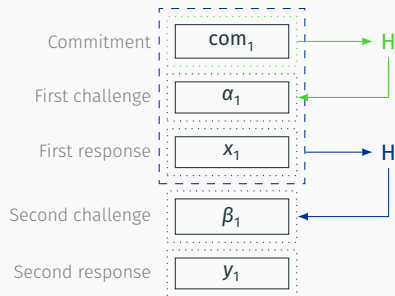 Commitment com₁ H
First challenge α₁
First response x₁ H
Second challenge β₁
Second response y₁